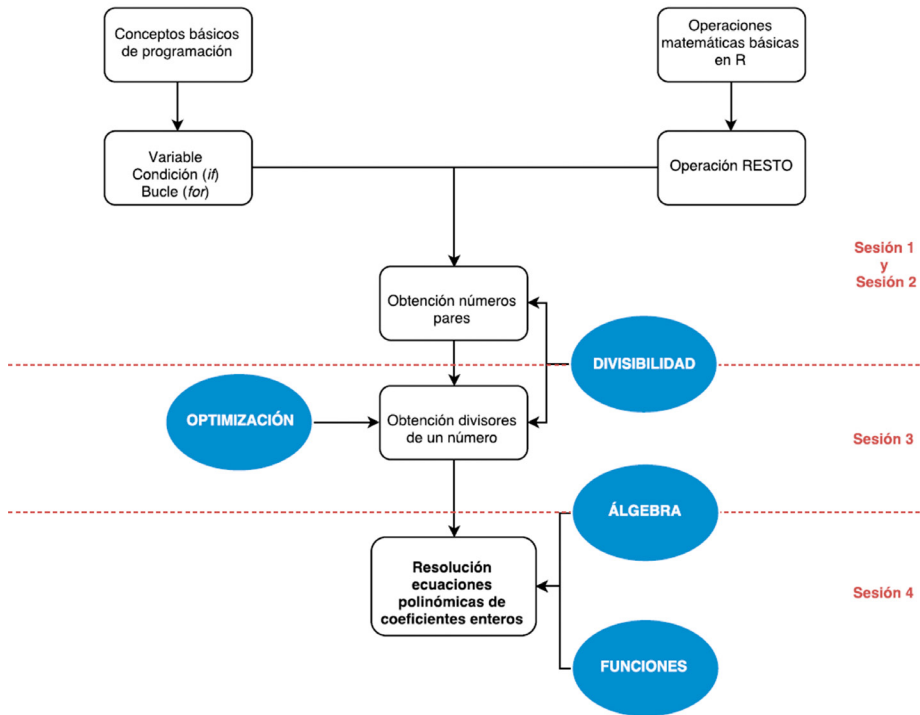 Conceptos básicos
de programación
Operaciones
matemáticas básicas
en R
Variable
Condición (if)
Bucle (for)
Operación RESTO
Sesión 1
y
Sesión 2
Obtención números
pares
DIVISIBILIDAD
OPTIMIZACIÓN
Obtención divisores
de un número
Sesión 3
ÁLGEBRA
Resolución
ecuaciones
polinómicas de
coeficientes enteros
Sesión 4
FUNCIONES